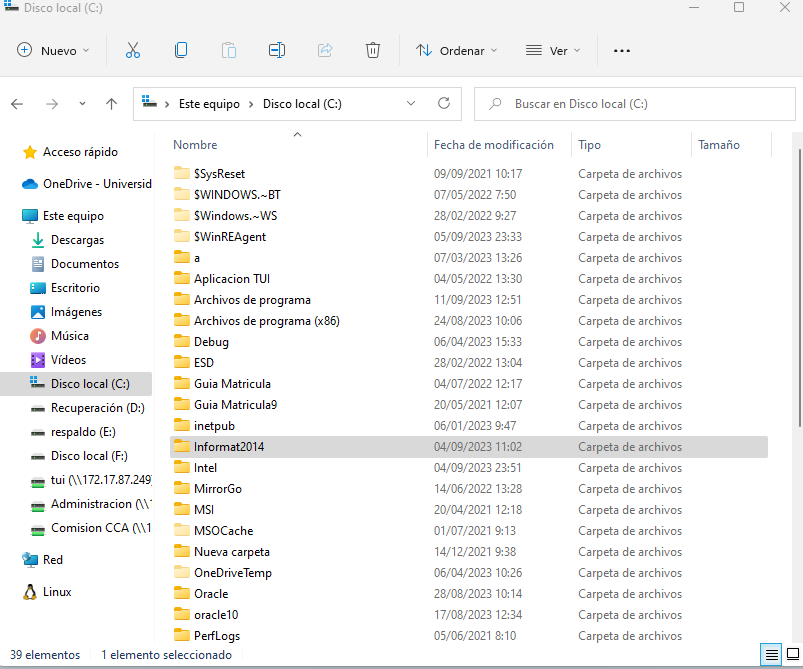 Disco local (C:)
Nuevo
Ordenar
Ver
Este equipo > Disco local (C:)
Buscar en Disco local (C:)
Acceso rápido
OneDrive - Universid
Este equipo
Descargas
Documentos
Escritorio
Imágenes
Música
Vídeos
Disco local (C:)
Recuperación (D:)
respaldo (E:)
Disco local (F:)
tui (\\172.17.87.249)
Administracion (\\1
Comision CCA (\\1
Red
Linux
Nombre Fecha de modificación Tipo Tamaño
$SysReset 09/09/2021 10:17 Carpeta de archivos
$WINDOWS.~BT 07/05/2022 7:50 Carpeta de archivos
$Windows.~WS 28/02/2022 9:27 Carpeta de archivos
$WinREAgent 05/09/2023 23:33 Carpeta de archivos
a 07/03/2023 13:26 Carpeta de archivos
Aplicacion TUI 04/05/2022 13:30 Carpeta de archivos
Archivos de programa 11/09/2023 12:51 Carpeta de archivos
Archivos de programa (x86) 24/08/2023 10:06 Carpeta de archivos
Debug 06/04/2023 15:33 Carpeta de archivos
ESD 28/02/2022 13:04 Carpeta de archivos
Guia Matricula 04/07/2022 12:17 Carpeta de archivos
Guia Matricula9 20/05/2021 12:07 Carpeta de archivos
inetpub 06/01/2023 9:47 Carpeta de archivos
Informat2014 04/09/2023 11:02 Carpeta de archivos
Intel 04/09/2023 23:51 Carpeta de archivos
MirrorGo 14/06/2022 13:28 Carpeta de archivos
MSI 20/04/2021 12:18 Carpeta de archivos
MSOCache 01/07/2021 9:13 Carpeta de archivos
Nueva carpeta 14/12/2021 9:38 Carpeta de archivos
OneDriveTemp 06/04/2023 10:26 Carpeta de archivos
Oracle 28/08/2023 10:14 Carpeta de archivos
oracle10 17/08/2023 12:34 Carpeta de archivos
PerfLogs 05/06/2021 8:10 Carpeta de archivos
39 elementos 1 elemento seleccionado